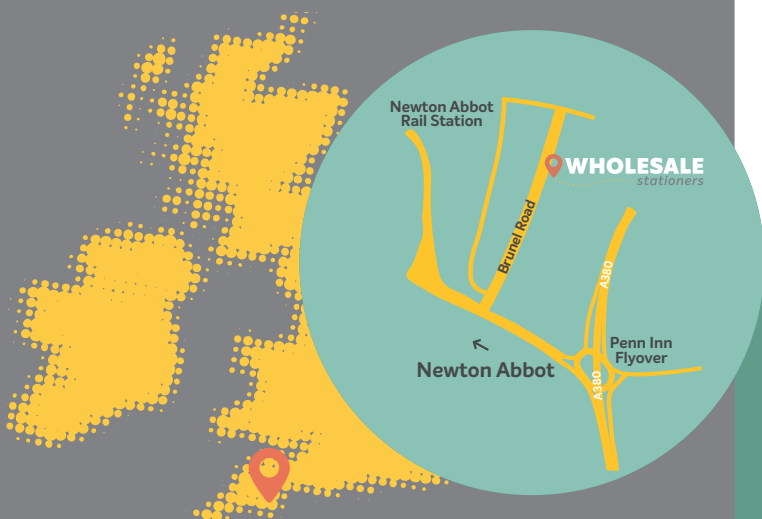 Newton Abbot
Rail Station
WHOLESALE
stationers
Brunel Road
A380
Penn Inn
Flyover
Newton Abbot
A380